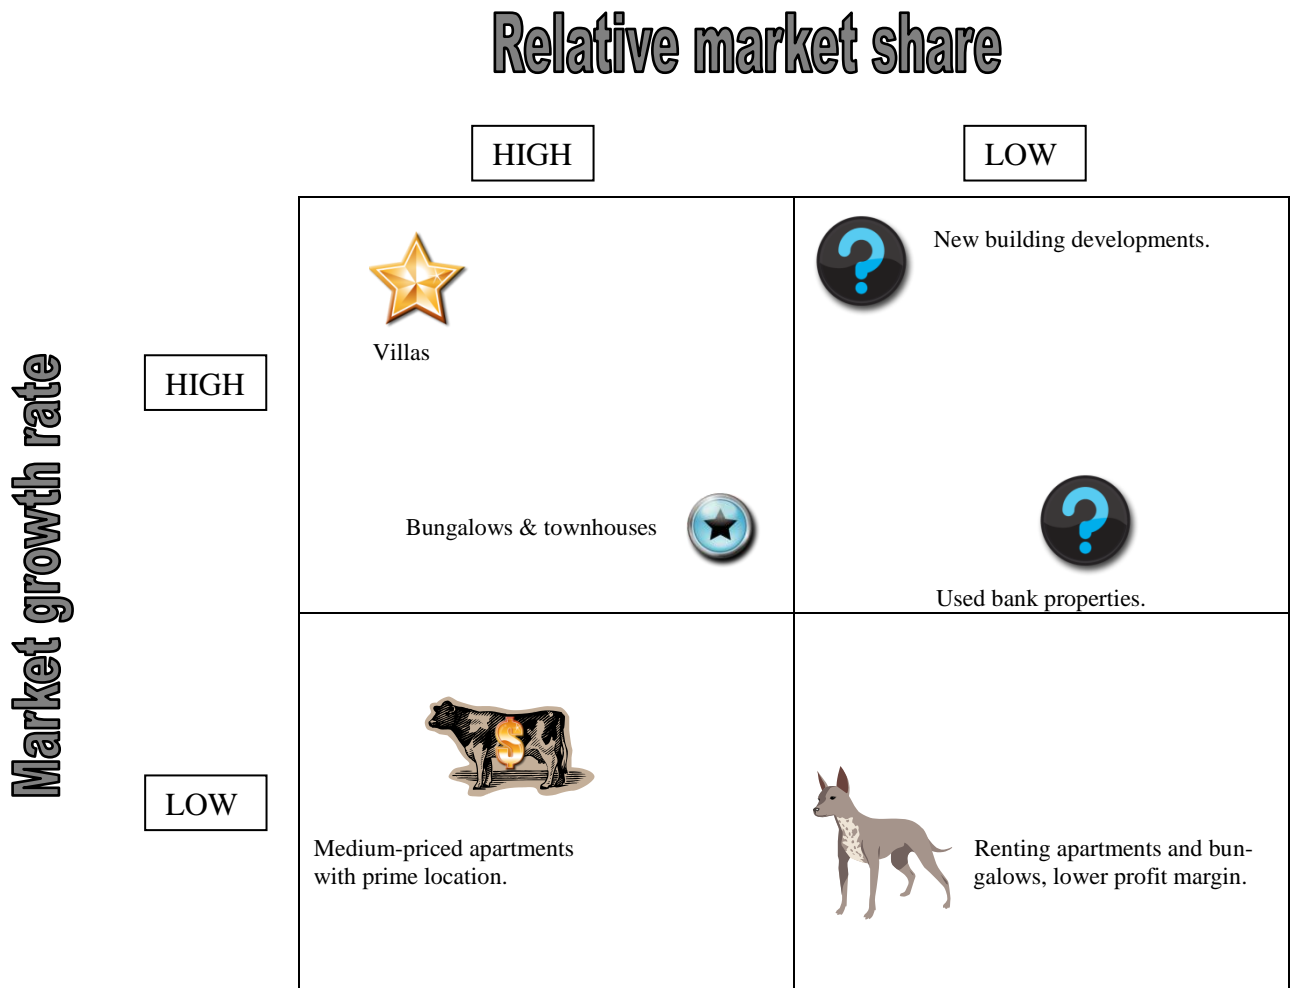 Relative market share
HIGH
LOW
New building developments.
Villas
HIGH
Market growth rate
Bungalows & townhouses
Used bank properties.
$
LOW
Medium-priced apartments
with prime location.
Renting apartments and bun-
galows, lower profit margin.